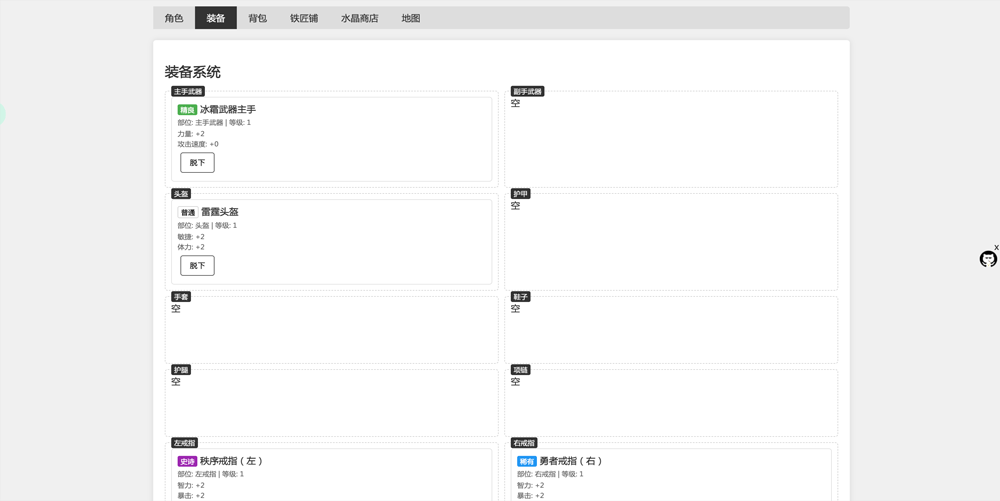 角色 装备 背包 铁匠铺 水晶商店 地图
装备系统
主手武器
精良 冰霜武器主手
部位: 主手武器 | 等级: 1
力量: +2
攻击速度: +0
脱下
副手武器
空
头盔
普通 雷霆头盔
部位: 头盔 | 等级: 1
敏捷: +2
体力: +2
脱下
护甲
空
手套
空
鞋子
空
护腿
空
项链
空
左戒指
史诗 秩序戒指（左）
部位: 左戒指 | 等级: 1
智力: +2
暴击: +2
右戒指
稀有 勇者戒指（右）
部位: 右戒指 | 等级: 1
智力: +2
暴击: +2
x